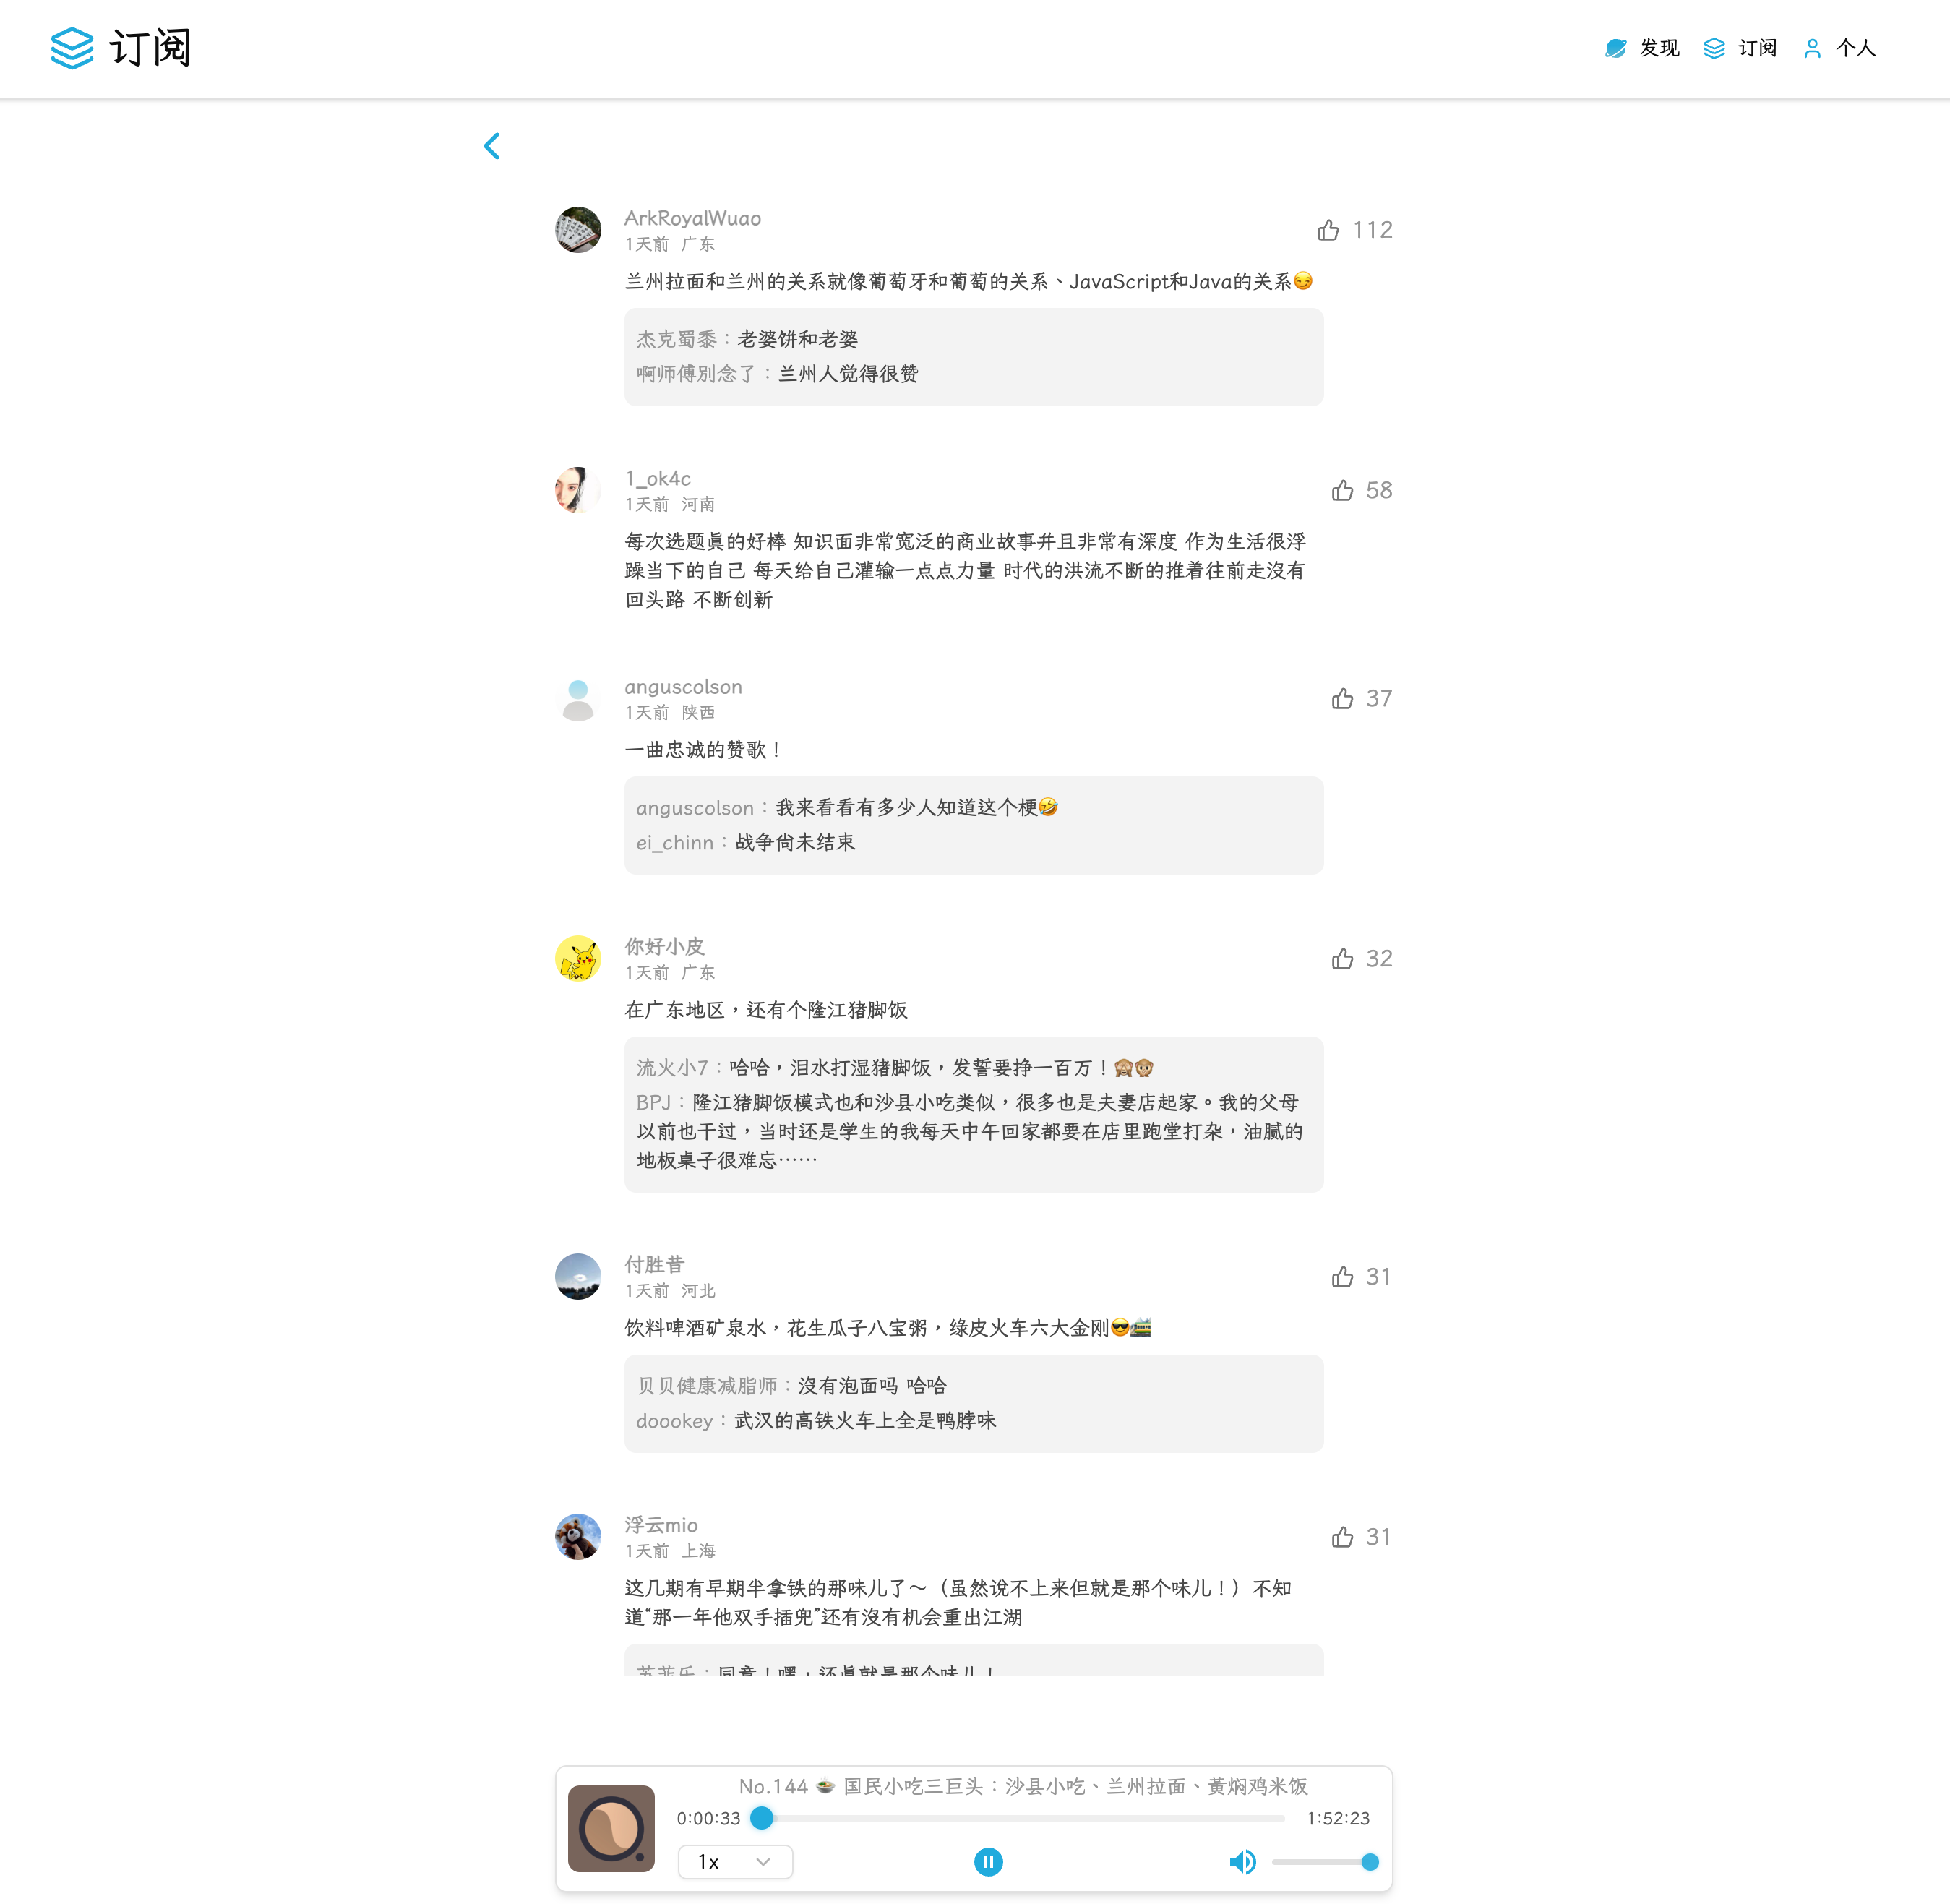 订阅
发现 订阅 个人
ArkRoyalWuao
1天前 广东
112
兰州拉面和兰州的关系就像葡萄牙和葡萄的关系、JavaScript和Java的关系😏
杰克蜀黍：老婆饼和老婆
啊师傅别念了：兰州人觉得很赞
1_ok4c
1天前 河南
58
每次选题真的好棒 知识面非常宽泛的商业故事并且非常有深度 作为生活很浮
躁当下的自己 每天给自己灌输一点点力量 时代的洪流不断的推着往前走没有
回头路 不断创新
anguscolson
1天前 陕西
37
一曲忠诚的赞歌！
anguscolson：我来看看有多少人知道这个梗🤣
ei_chinn：战争尚未结束
你好小皮
1天前 广东
32
在广东地区，还有个隆江猪脚饭
流火小7：哈哈，泪水打湿猪脚饭，发誓要挣一百万！🙈🙊
BPJ：隆江猪脚饭模式也和沙县小吃类似，很多也是夫妻店起家。我的父母
以前也干过，当时还是学生的我每天中午回家都要在店里跑堂打杂，油腻的
地板桌子很难忘……
付胜昔
1天前 河北
31
饮料啤酒矿泉水，花生瓜子八宝粥，绿皮火车六大金刚😎🚞
贝贝健康减脂师：没有泡面吗 哈哈
doookey：武汉的高铁火车上全是鸭脖味
浮云mio
1天前 上海
31
这几期有早期半拿铁的那味儿了～（虽然说不上来但就是那个味儿！）不知
道“那一年他双手插兜”还有没有机会重出江湖
同意！嘿，还真就是那个味儿！
No.144 🍲 国民小吃三巨头：沙县小吃、兰州拉面、黄焖鸡米饭
0:00:33
1:52:23
1x